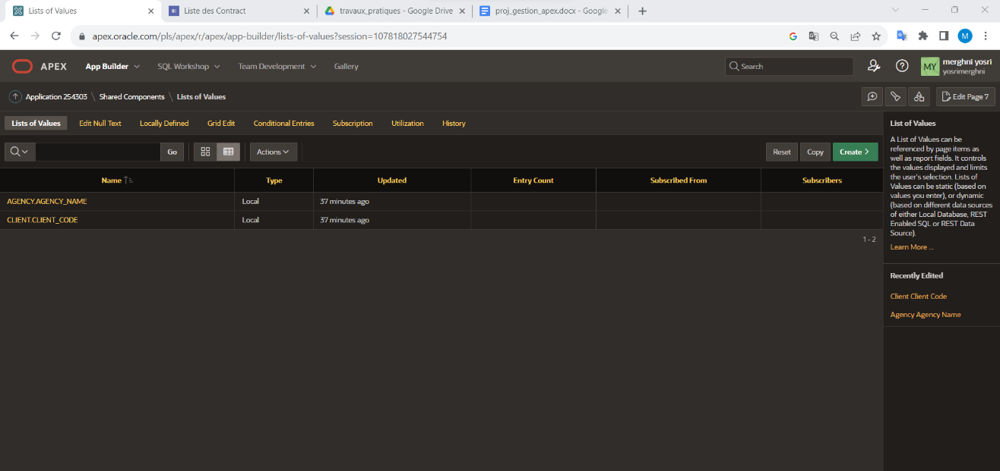 Lists of Values
Liste des Contract
travaux_pratiques - Google Drive
proj_gestion_apex.docx - Google
apex.oracle.com/pls/apex/r/apex/app-builder/lists-of-values?session=107818027544754
M
APEX
App Builder
SQL Workshop
Team Development
Gallery
Search
MY
merghni yosri
yosrimerghni
Application 254303 \ Shared Components \ Lists of Values
Edit Page 7
Lists of Values
Edit Null Text
Locally Defined
Grid Edit
Conditional Entries
Subscription
Utilization
History
Go
Actions
Reset
Copy
Create
Name Type Updated Entry Count Subscribed From Subscribers
AGENCY.AGENCY_NAME Local 37 minutes ago
CLIENT.CLIENT_CODE Local 37 minutes ago
1 - 2
List of Values
A List of Values can be
referenced by page items as
well as report fields. It controls
the values displayed and limits
the user's selection. Lists of
Values can be static (based on
values you enter), or dynamic
(based on different data sources
of either Local Database, REST
Enabled SQL or REST Data
Source).
Learn More ...
Recently Edited
Client Client Code
Agency Agency Name